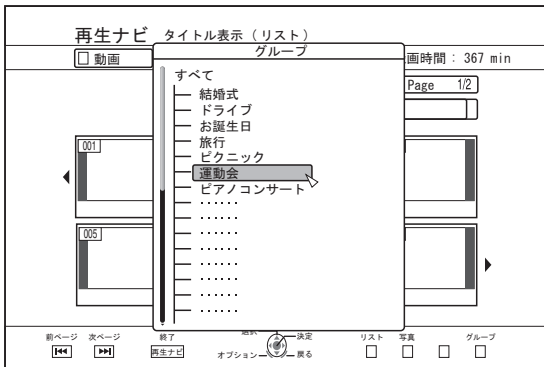 再生ナビ タイトル表示（リスト）
動画
グループ
画時間： 367 min
すべて
Page 1/2
結婚式
ドライブ
お誕生日
旅行
ピクニック
運動会
ピアノコンサート
‥‥‥
‥‥‥
‥‥‥
‥‥‥
‥‥‥
‥‥‥
‥‥‥
‥‥‥
001
005
前ページ 次ページ 終了 選択 決定 リスト 写真 グループ
再生ナビ オプション 戻る